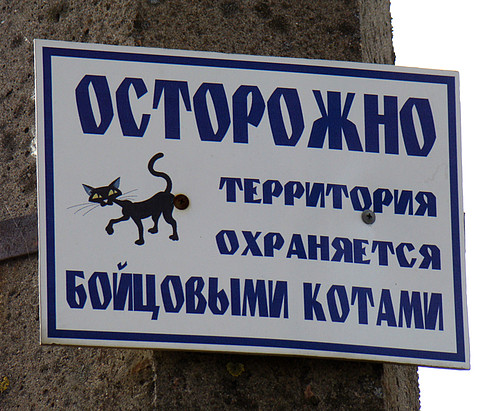 ОСТОРОЖНО
ТЕРРИТОРИЯ
ОХРАНЯЕТСЯ
БОЙЦОВЫМИ КОТАМИ